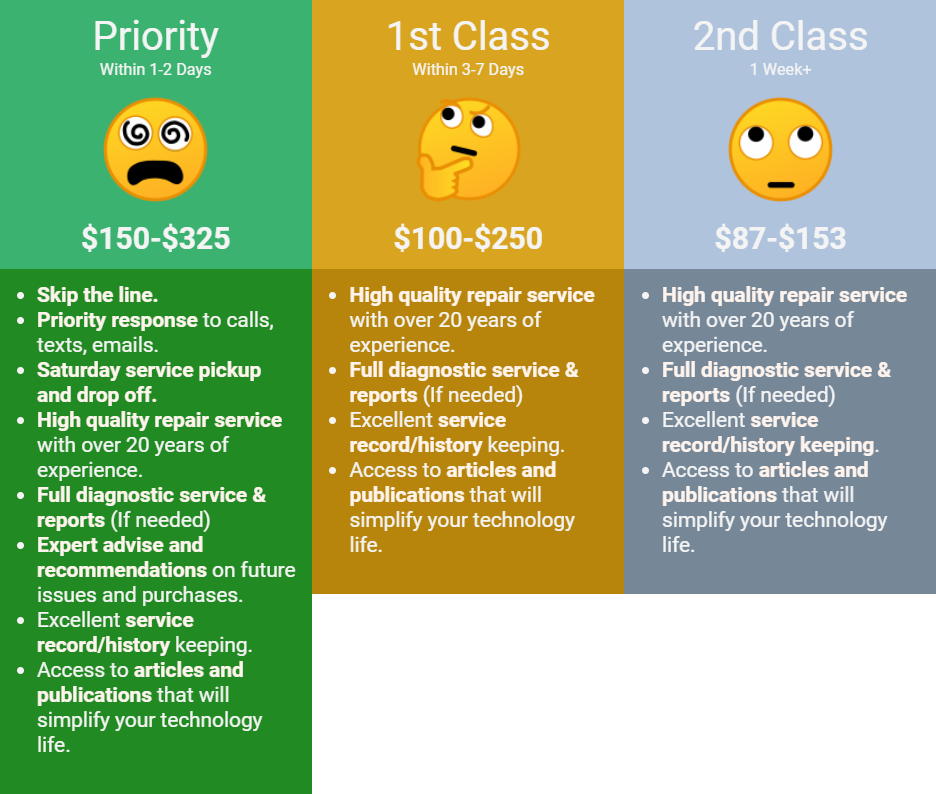 Priority
Within 1-2 Days
$150-$325
• Skip the line.
• Priority response to calls,
texts, emails.
• Saturday service pickup
and drop off.
• High quality repair service
with over 20 years of
experience.
• Full diagnostic service &
reports (If needed)
• Expert advise and
recommendations on future
issues and purchases.
• Excellent service
record/history keeping.
• Access to articles and
publications that will
simplify your technology
life.
1st Class
Within 3-7 Days
$100-$250
• High quality repair service
with over 20 years of
experience.
• Full diagnostic service &
reports (If needed)
• Excellent service
record/history keeping.
• Access to articles and
publications that will
simplify your technology
life.
2nd Class
1 Week+
$87-$153
• High quality repair service
with over 20 years of
experience.
• Full diagnostic service &
reports (If needed)
• Excellent service
record/history keeping.
• Access to articles and
publications that will
simplify your technology
life.